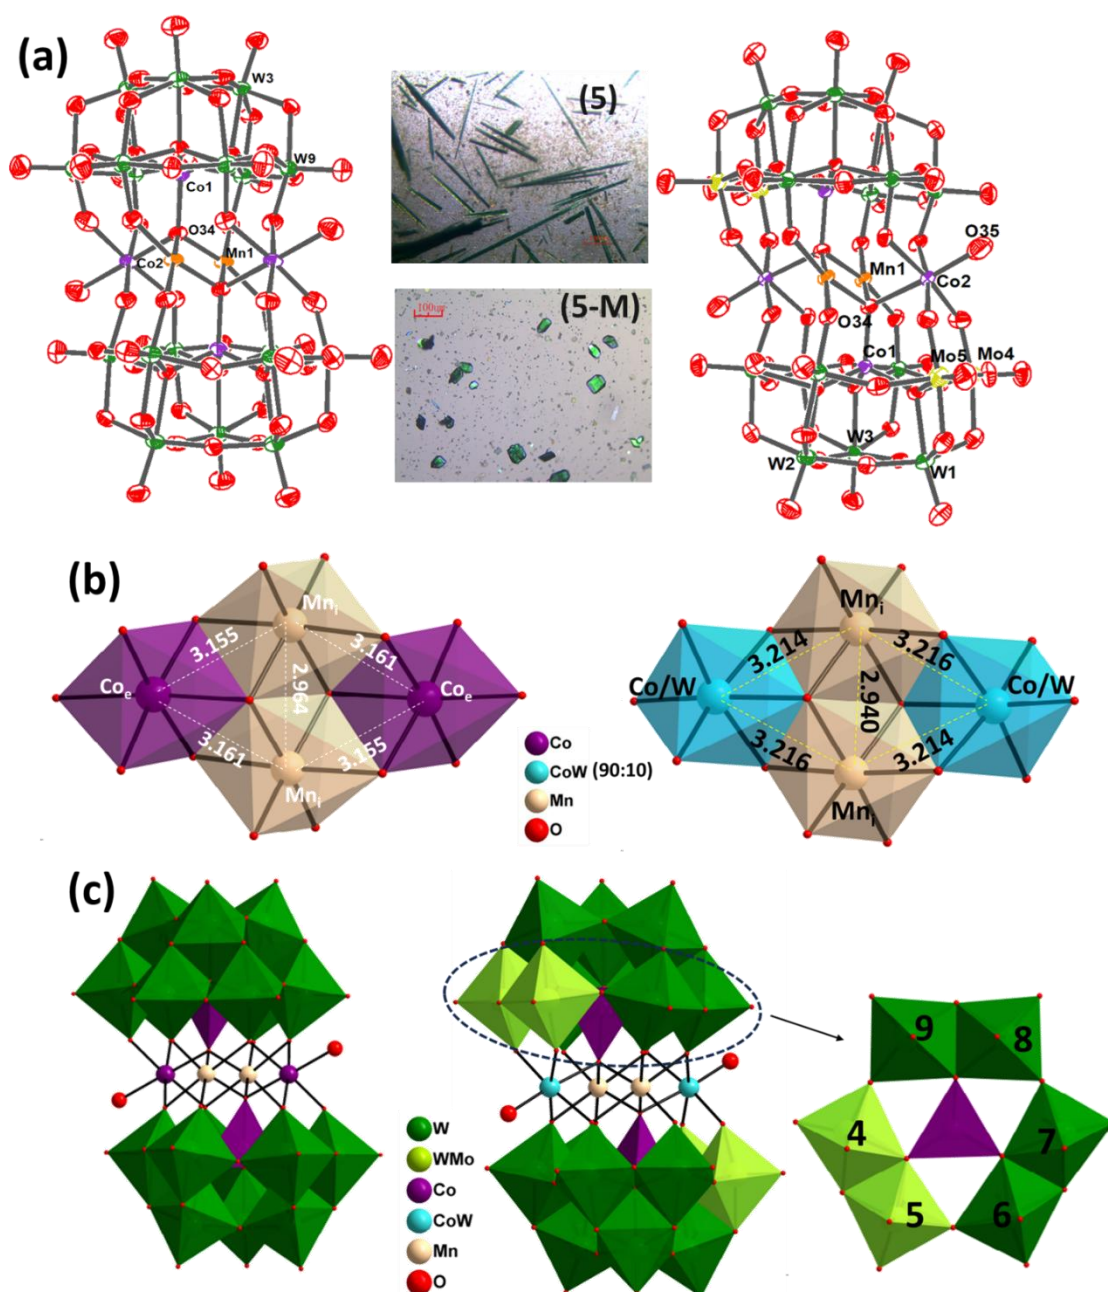 (a)
W3
W9
Co1
O34
Co2
Mn1
(5)
(5-M)
100um
O35
Mn1
Co2
O34
Co1
Mo5
Mo4
W3
W2
W1
(b)
Mni
3.155
3.161
2.964
Coe
Coe
3.161
3.155
Mni
Co
CoW (90:10)
Mn
O
Mni
3.214
3.216
Co/W
2.940
Co/W
3.216
3.214
Mni
(c)
W
WMo
Co
CoW
Mn
O
9
8
4
7
5
6